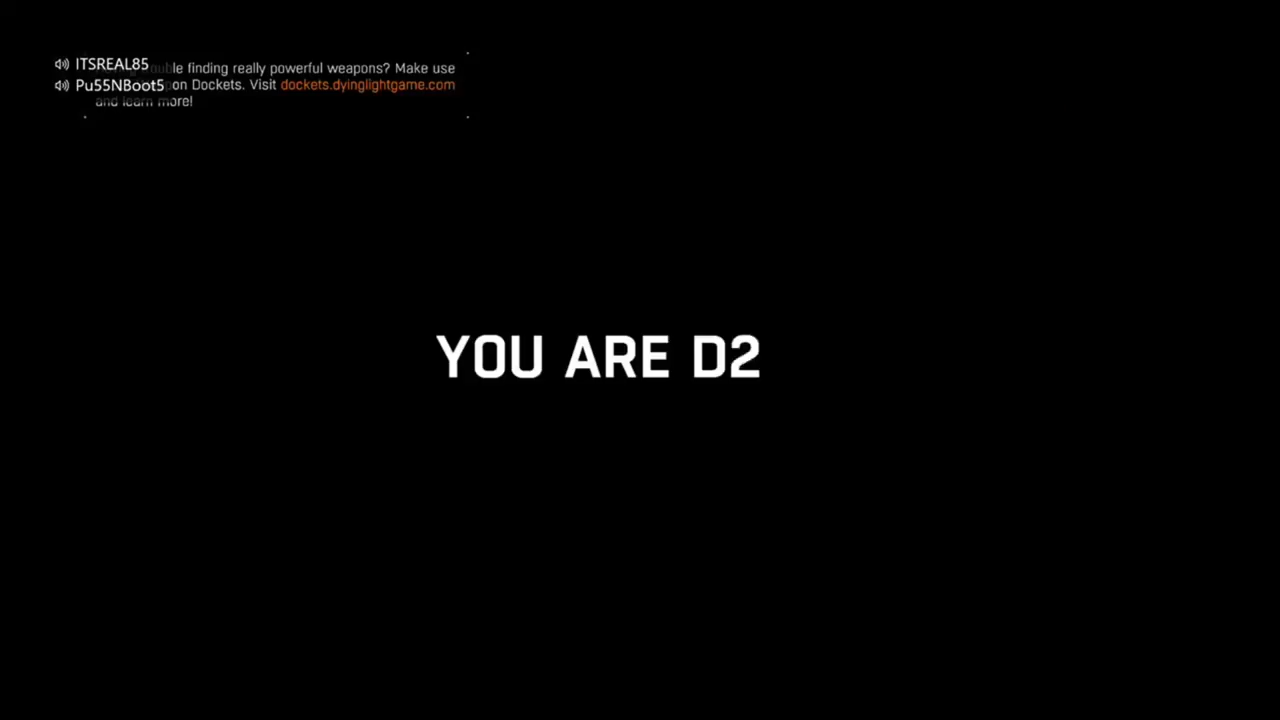 ITSREAL85
le finding really powerful weapons? Make use
Pu55NBoot5 on Dockets. Visit dockets.dyinglightgame.com
and learn more!
YOU ARE D2